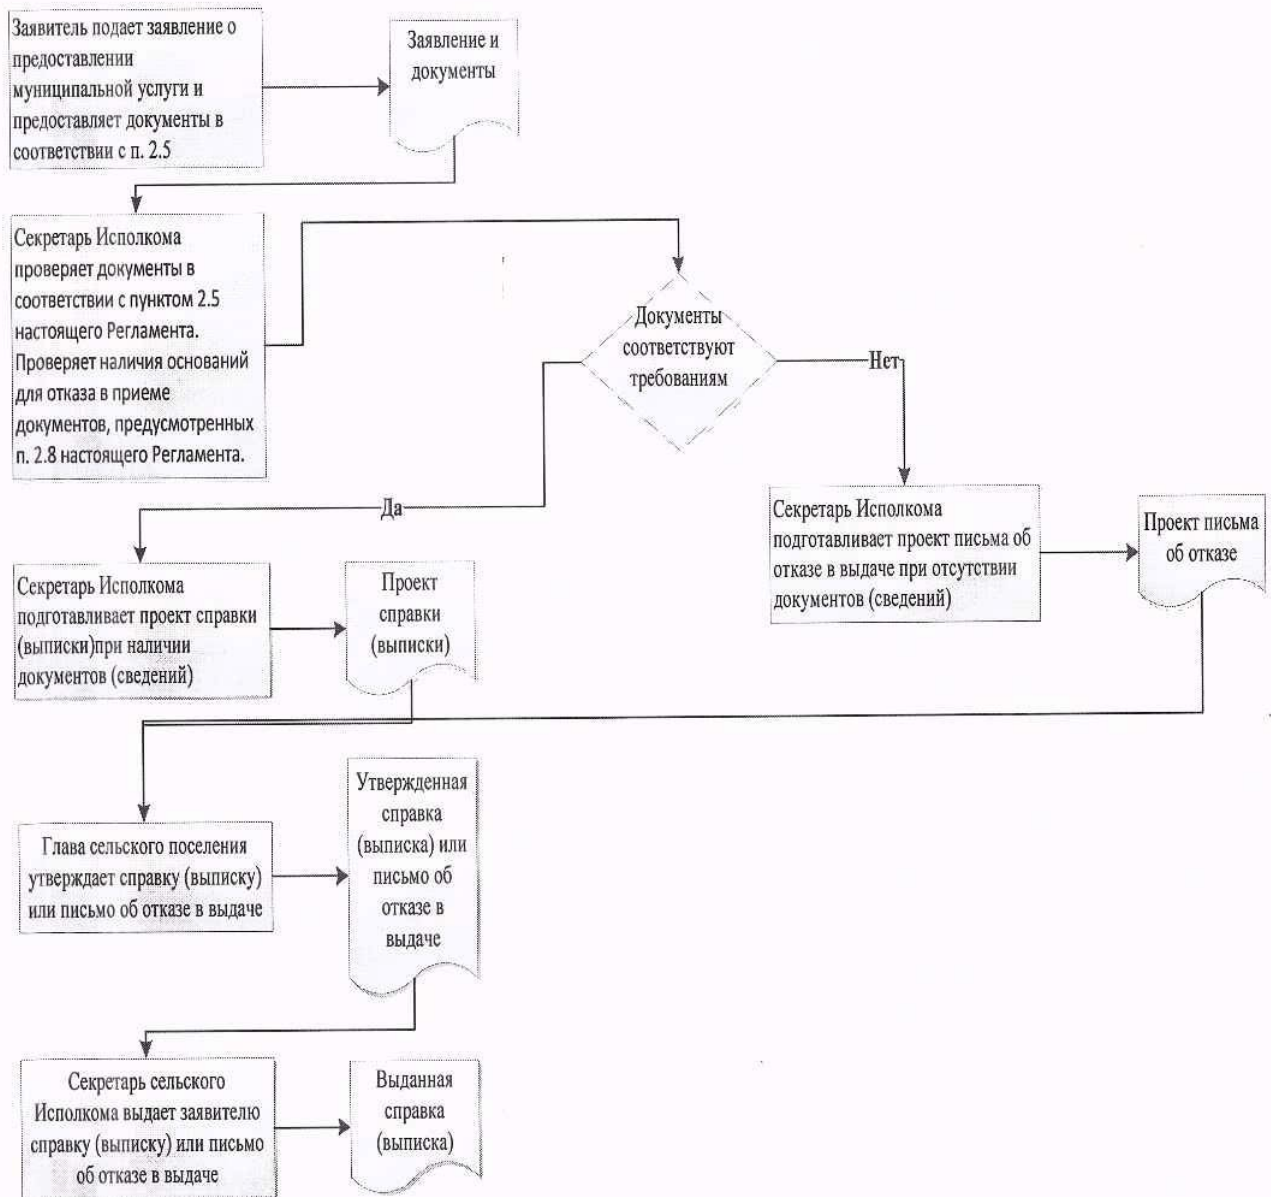 Заявитель подает заявление о
предоставлении
муниципальной услуги и
предоставляет документы в
соответствии с п. 2.5
Заявление и
документы
Секретарь Исполкома
проверяет документы в
соответствии с пунктом 2.5
настоящего Регламента.
Проверяет наличия оснований
для отказа в приеме
документов, предусмотренных
п. 2.8 настоящего Регламента.
Документы
соответствуют
требованиям
Нет
Да
Секретарь Исполкома
подготавливает проект письма об
отказе в выдаче при отсутствии
документов (сведений)
Проект письма
об отказе
Секретарь Исполкома
подготавливает проект справки
(выписки)при наличии
документов (сведений)
Проект
справки
(выписки)
Глава сельского поселения
утверждает справку (выписку)
или письмо об отказе в выдаче
Утвержденная
справка
(выписка) или
письмо об
отказе в
выдаче
Секретарь сельского
Исполкома выдает заявителю
справку (выписку) или письмо
об отказе в выдаче
Выданная
справка
(выписка)